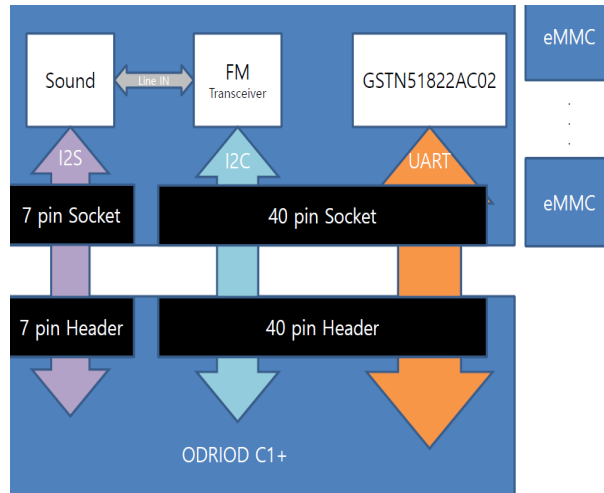 Sound
Line IN
FM
Transceiver
GSTN51822AC02
eMMC
.
.
.
eMMC
I2S
I2C
UART
7 pin Socket
40 pin Socket
7 pin Header
40 pin Header
ODRIOD C1+